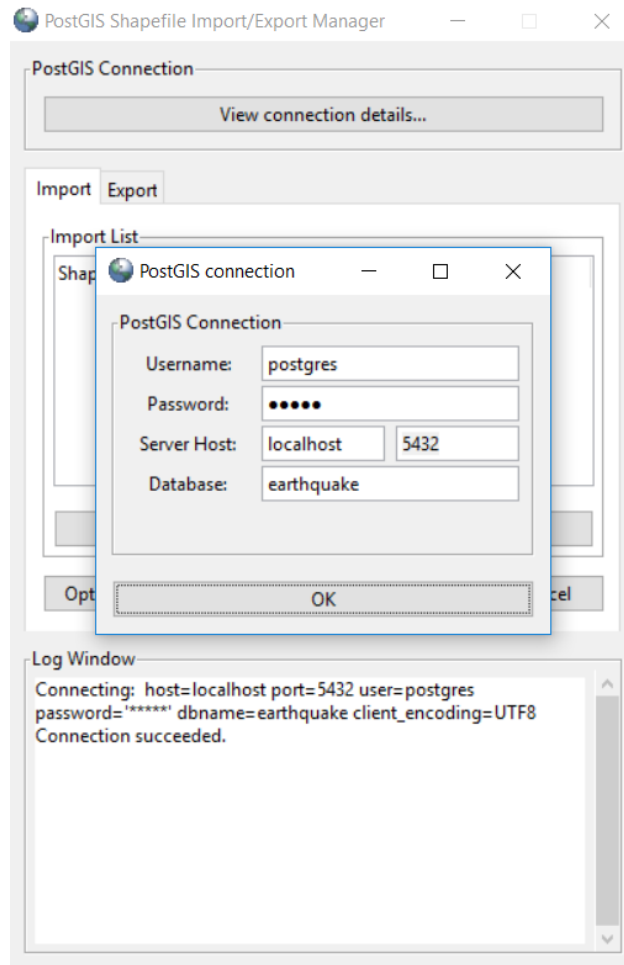 PostGIS Shapefile Import/Export Manager
PostGIS Connection
View connection details...
Import Export
Import List
Shap
PostGIS connection
PostGIS Connection
Username: postgres
Password: •••••
Server Host: localhost 5432
Database: earthquake
OK
Opt
cel
Log Window
Connecting: host=localhost port=5432 user=postgres
password='*****' dbname=earthquake client_encoding=UTF8
Connection succeeded.